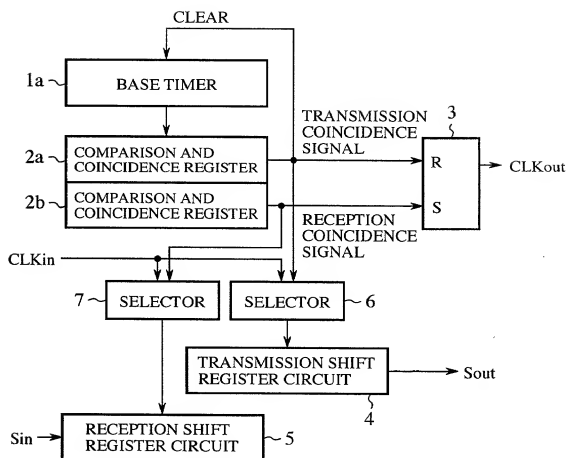 CLEAR
1a
BASE TIMER
TRANSMISSION
COINCIDENCE
SIGNAL
3
2a
COMPARISON AND
COINCIDENCE REGISTER
R
CLKout
2b
COMPARISON AND
COINCIDENCE REGISTER
S
RECEPTION
COINCIDENCE
SIGNAL
CLKin
7
SELECTOR
SELECTOR
6
TRANSMISSION SHIFT
REGISTER CIRCUIT
Sout
4
Sin
RECEPTION SHIFT
REGISTER CIRCUIT
5